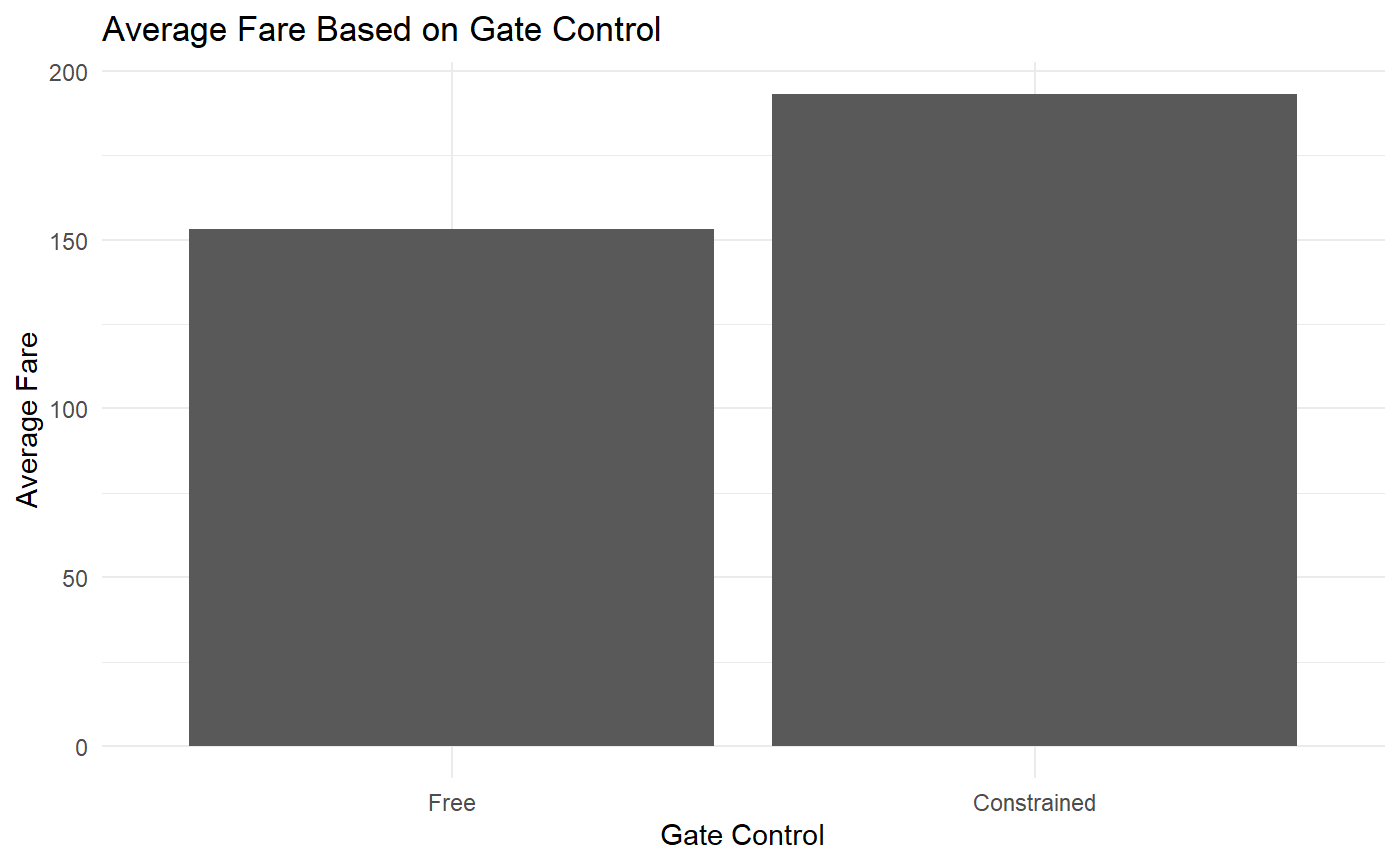 Average Fare Based on Gate Control
200
150
100
50
0
Average Fare
Free
Constrained
Gate Control